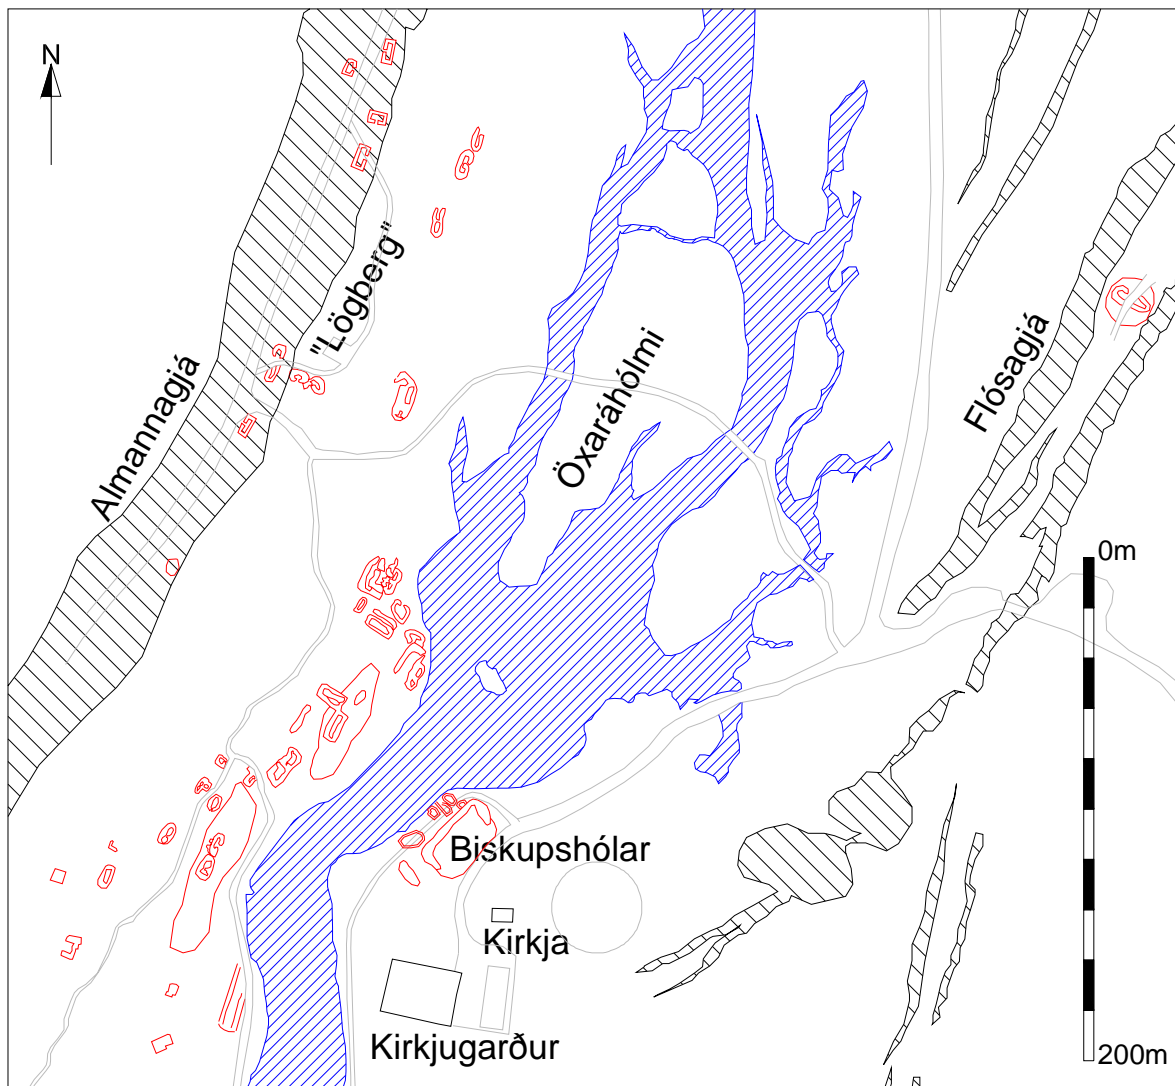 N
"Lögberg"
Almannagjá
Öxaráhólmi
Flósagjá
0m
Biskupshólar
Kirkja
Kirkjugarður
200m